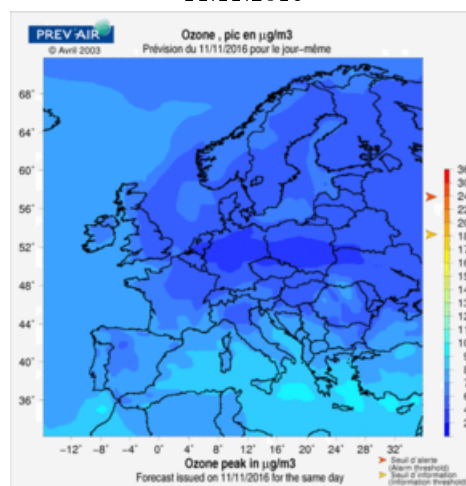 PREV AIR
© Avril 2003
Ozone , pic en µg/m3
Prévision du 11/11/2016 pour le jour-même
68°
64°
60°
56°
52°
48°
44°
40°
36°
−12° −8° −4° 0° 4° 8° 12° 16° 20° 24° 28° 32°
Ozone peak in µg/m3
Forecast issued on 11/11/2016 for the same day
Seuil d'alerte
(Alarm threshold)
Seuil d'information
(Information threshold)